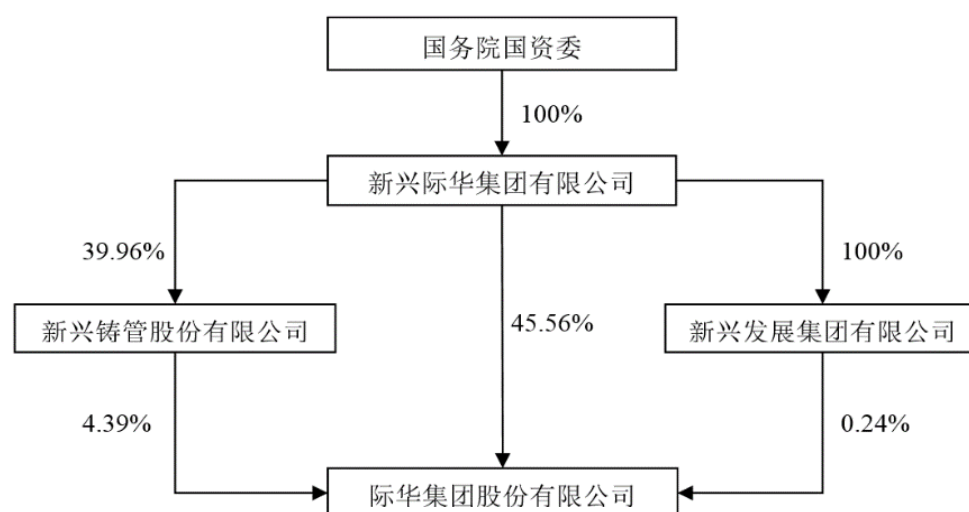 国务院国资委
100%
新兴际华集团有限公司
39.96%
100%
新兴铸管股份有限公司
45.56%
新兴发展集团有限公司
4.39%
0.24%
际华集团股份有限公司